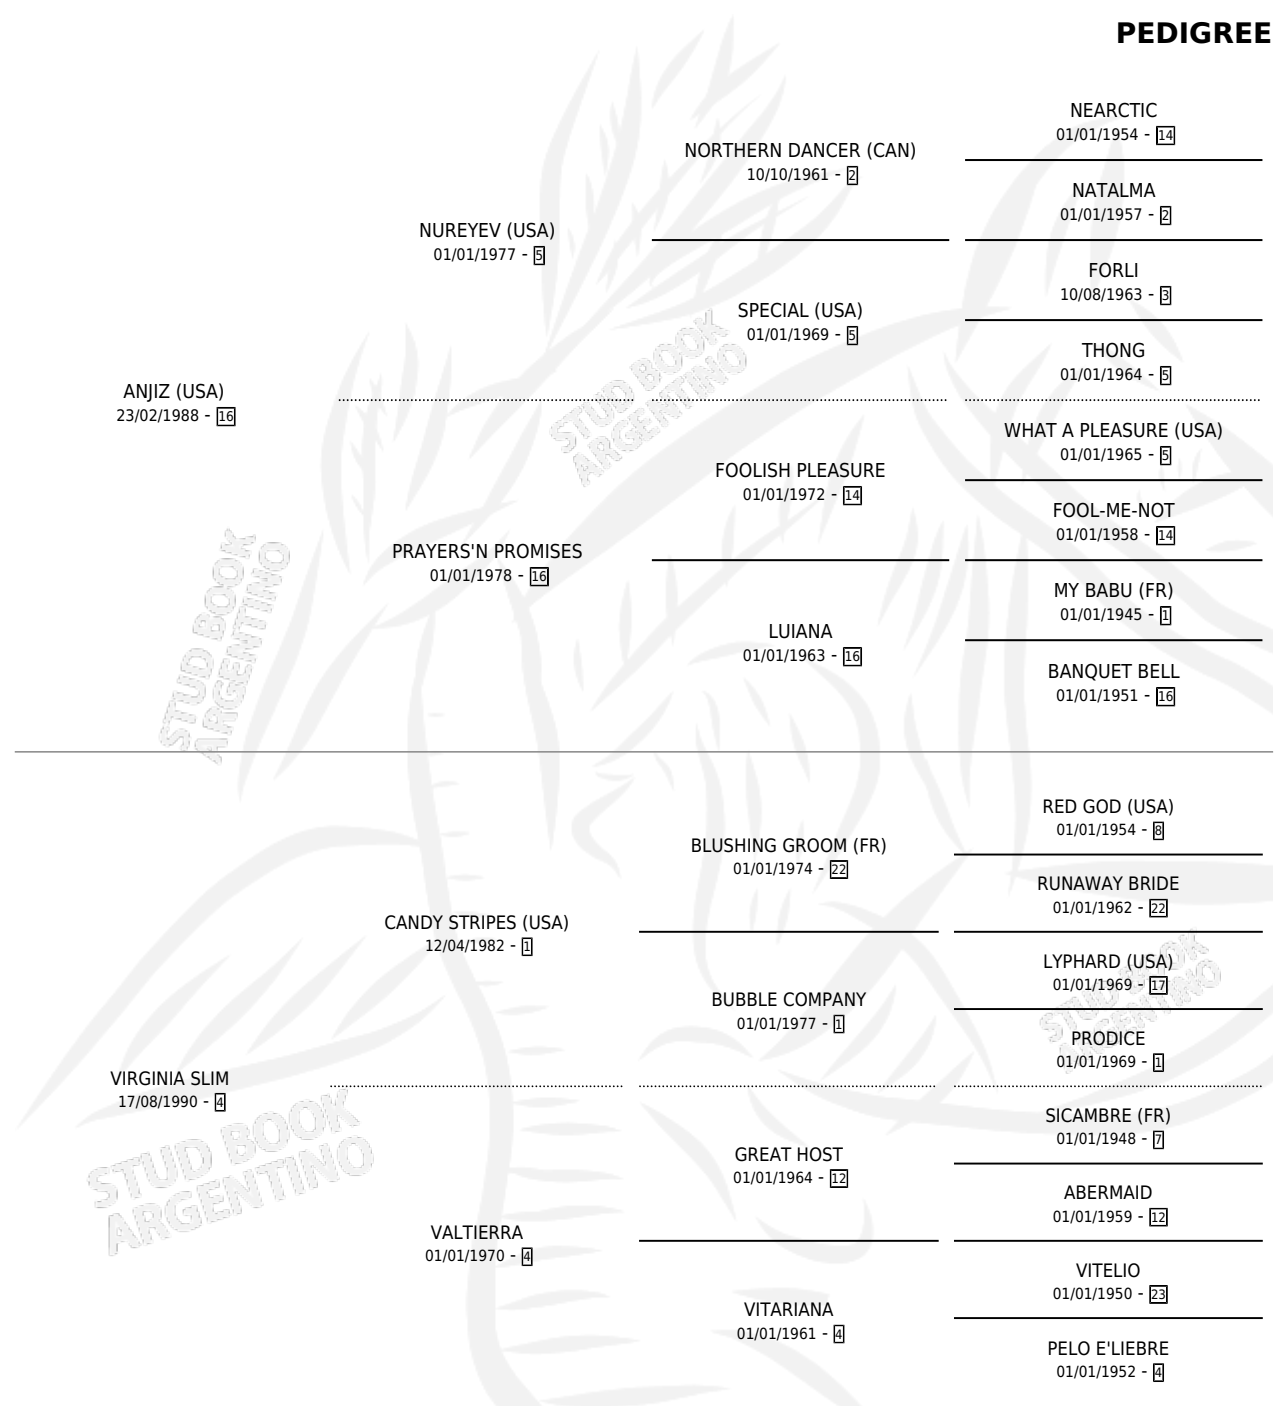 PEDIGREE
NEARCTIC
01/01/1954 - 14
NORTHERN DANCER (CAN)
10/10/1961 - 2
NATALMA
01/01/1957 - 2
NUREYEV (USA)
01/01/1977 - 5
FORLI
10/08/1963 - 3
SPECIAL (USA)
01/01/1969 - 5
THONG
01/01/1964 - 5
ANJIZ (USA)
23/02/1988 - 16
WHAT A PLEASURE (USA)
01/01/1965 - 5
FOOLISH PLEASURE
01/01/1972 - 14
FOOL-ME-NOT
01/01/1958 - 14
PRAYERS'N PROMISES
01/01/1978 - 16
MY BABU (FR)
01/01/1945 - 1
LUIANA
01/01/1963 - 16
BANQUET BELL
01/01/1951 - 16
RED GOD (USA)
01/01/1954 - 8
BLUSHING GROOM (FR)
01/01/1974 - 22
RUNAWAY BRIDE
01/01/1962 - 22
CANDY STRIPES (USA)
12/04/1982 - 1
LYPHARD (USA)
01/01/1969 - 17
BUBBLE COMPANY
01/01/1977 - 1
PRODICE
01/01/1969 - 1
VIRGINIA SLIM
17/08/1990 - 4
SICAMBRE (FR)
01/01/1948 - 7
GREAT HOST
01/01/1964 - 12
ABERMAID
01/01/1959 - 12
VALTIERRA
01/01/1970 - 4
VITELIO
01/01/1950 - 23
VITARIANA
01/01/1961 - 4
PELO E'LIEBRE
01/01/1952 - 4
STUD BOOK
ARGENTINO
STUD BOOK
ARGENTINO
STUD BOOK
ARGENTINO
STUD BOOK
ARGENTINO